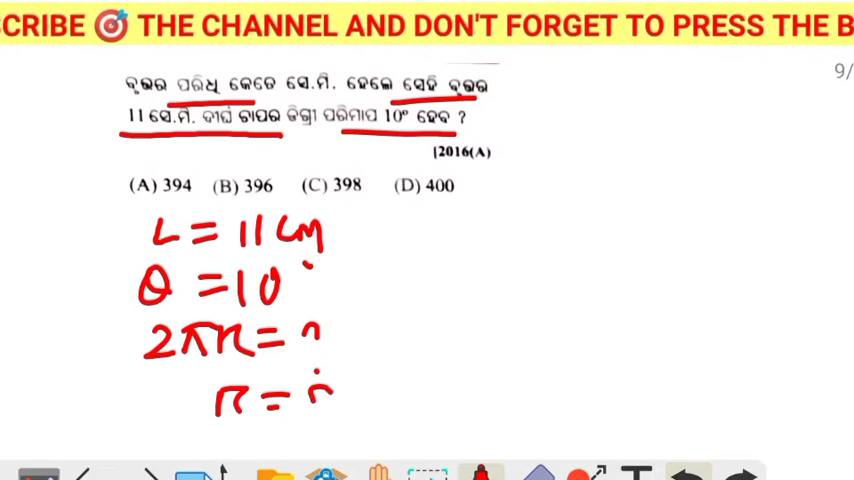 SCRIBE 🎯 THE CHANNEL AND DON'T FORGET TO PRESS THE B
9/
ବୃତ୍ତର ପରିଧି କେତେ ସେ.ମି. ହେଲେ ସେହି ବୃତ୍ତର
11 ସେ.ମି. ଦୀର୍ଘ ଚାପର ଡିଗ୍ରୀ ପରିମାପ 10° ହେବ ?
[2016(A)
(A) 394 (B) 396 (C) 398 (D) 400
L = 11 cm
θ = 10°
2πr = ?
r = ?